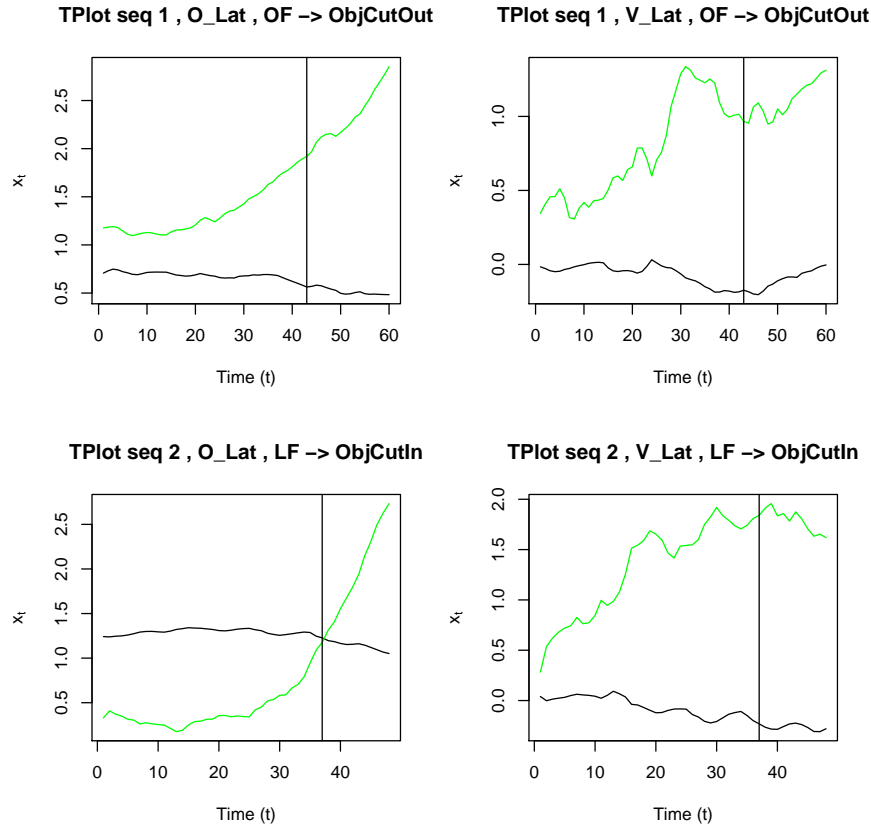 TPlot seq 1 , O_Lat , OF −> ObjCutOut
TPlot seq 1 , V_Lat , OF −> ObjCutOut
x_t
0.5 1.0 1.5 2.0 2.5
0 10 20 30 40 50 60
Time (t)
x_t
0.0 0.5 1.0
0 10 20 30 40 50 60
Time (t)
TPlot seq 2 , O_Lat , LF −> ObjCutIn
TPlot seq 2 , V_Lat , LF −> ObjCutIn
x_t
0.5 1.0 1.5 2.0 2.5
0 10 20 30 40
Time (t)
x_t
0.0 0.5 1.0 1.5 2.0
0 10 20 30 40
Time (t)